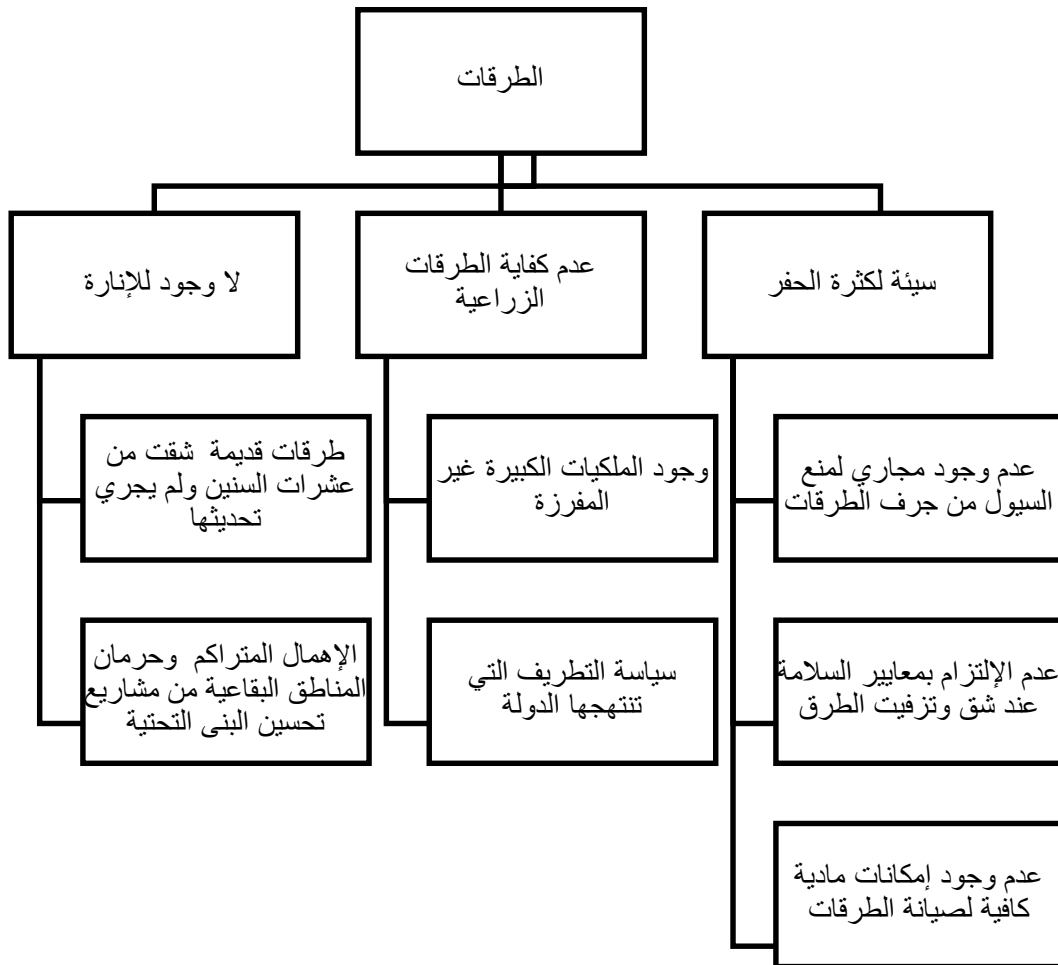 الطرقات
سيئة لكثرة الحفر
عدم كفاية الطرقات
الزراعية
لا وجود للإنارة
عدم وجود مجاري لمنع
السيول من جرف الطرقات
وجود الملكيات الكبيرة غير
المفرزة
طرقات قديمة شقت من
عشرات السنين ولم يجري
تحديثها
عدم الإلتزام بمعايير السلامة
عند شق وتزفيت الطرق
سياسة التطريف التي
تنتهجها الدولة
الإهمال المتراكم وحرمان
المناطق البقاعية من مشاريع
تحسين البنى التحتية
عدم وجود إمكانات مادية
كافية لصيانة الطرقات